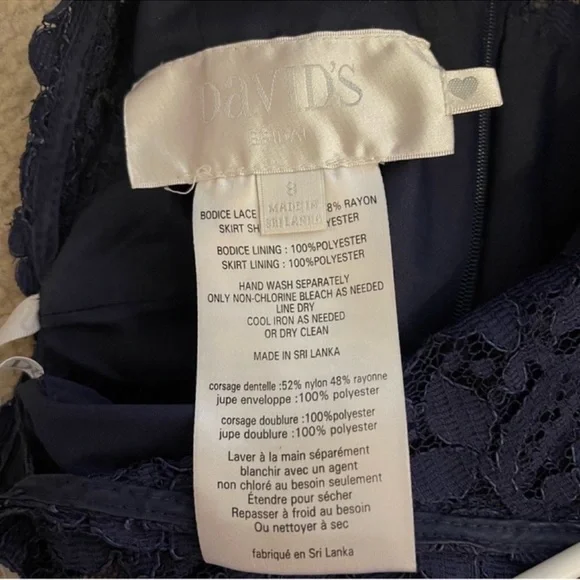 DAVID'S
BRIDAL
8
MADE IN
SRI LANKA
BODICE LACE 8% RAYON
SKIRT SH YESTER
BODICE LINING : 100%POLYESTER
SKIRT LINING : 100%POLYESTER
HAND WASH SEPARATELY
ONLY NON-CHLORINE BLEACH AS NEEDED
LINE DRY
COOL IRON AS NEEDED
OR DRY CLEAN
MADE IN SRI LANKA
corsage dentelle :52% nylon 48% rayonne
jupe enveloppe :100% polyester
corsage doublure :100%polyester
jupe doublure :100% polyester
Laver à la main séparément
blanchir avec un agent
non chloré au besoin seulement
Étendre pour sécher
Repasser à froid au besoin
Ou nettoyer à sec
fabriqué en Sri Lanka